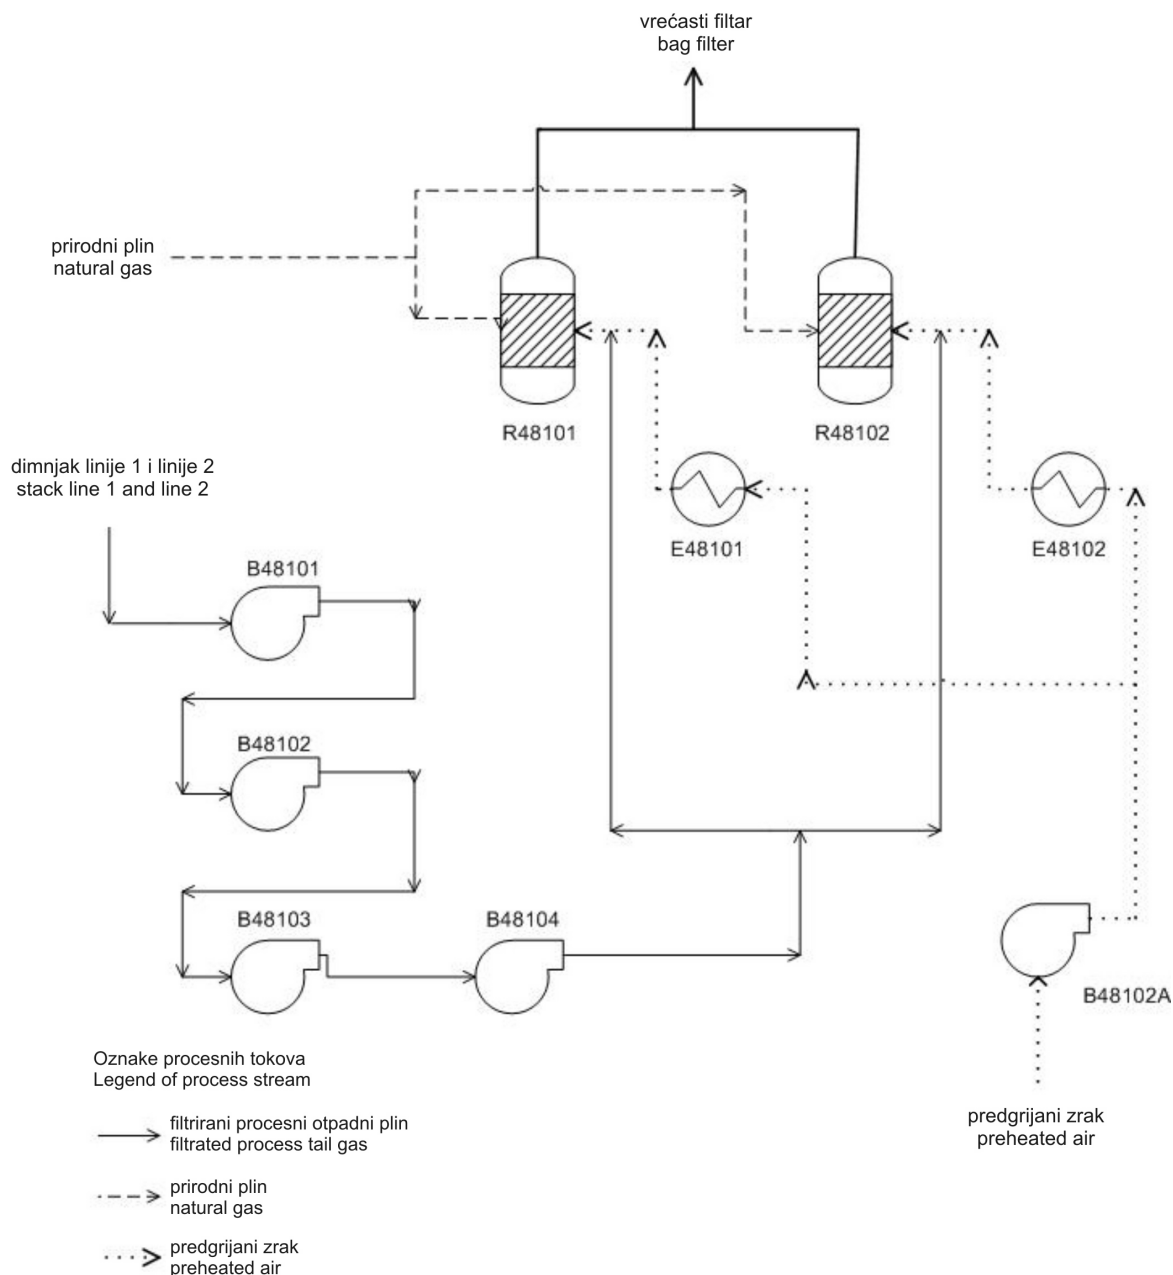 vrećasti filtar
bag filter
prirodni plin
natural gas
R48101
R48102
dimnjak linije 1 i linije 2
stack line 1 and line 2
E48101
E48102
B48101
B48102
B48103
B48104
B48102A
Oznake procesnih tokova
Legend of process stream
filtrirani procesni otpadni plin
filtrated process tail gas
predgrijani zrak
preheated air
prirodni plin
natural gas
predgrijani zrak
preheated air